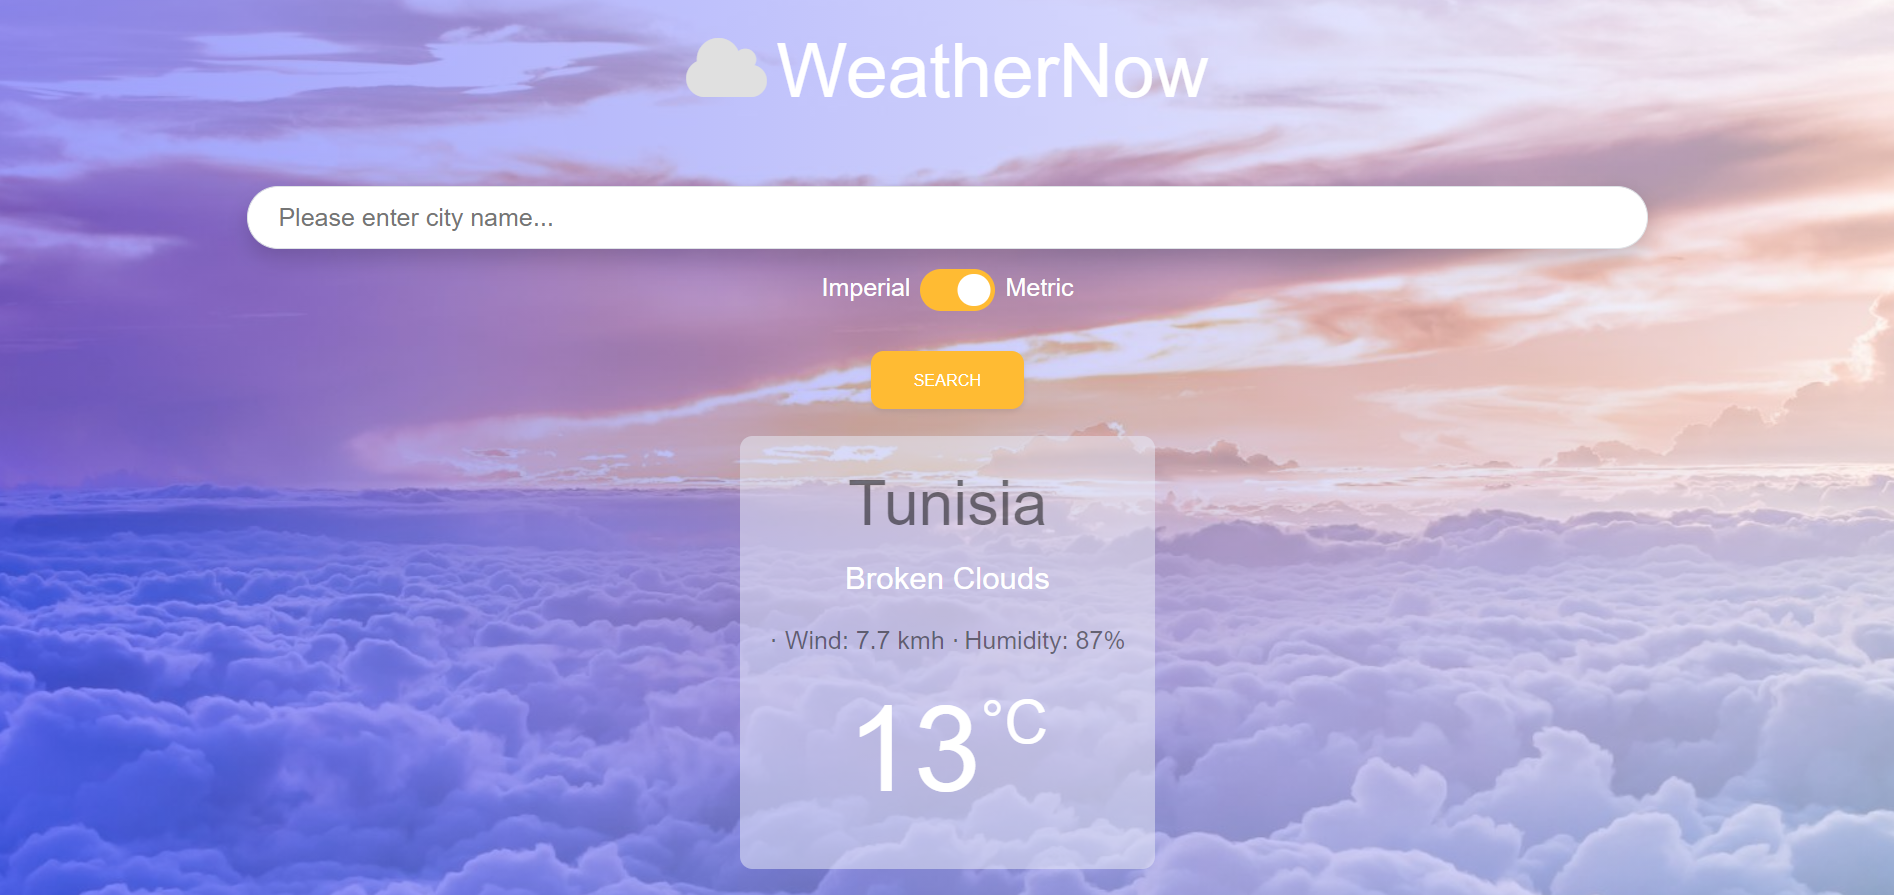 WeatherNow
Please enter city name...
Imperial Metric
SEARCH
Tunisia
Broken Clouds
· Wind: 7.7 kmh · Humidity: 87%
13°C